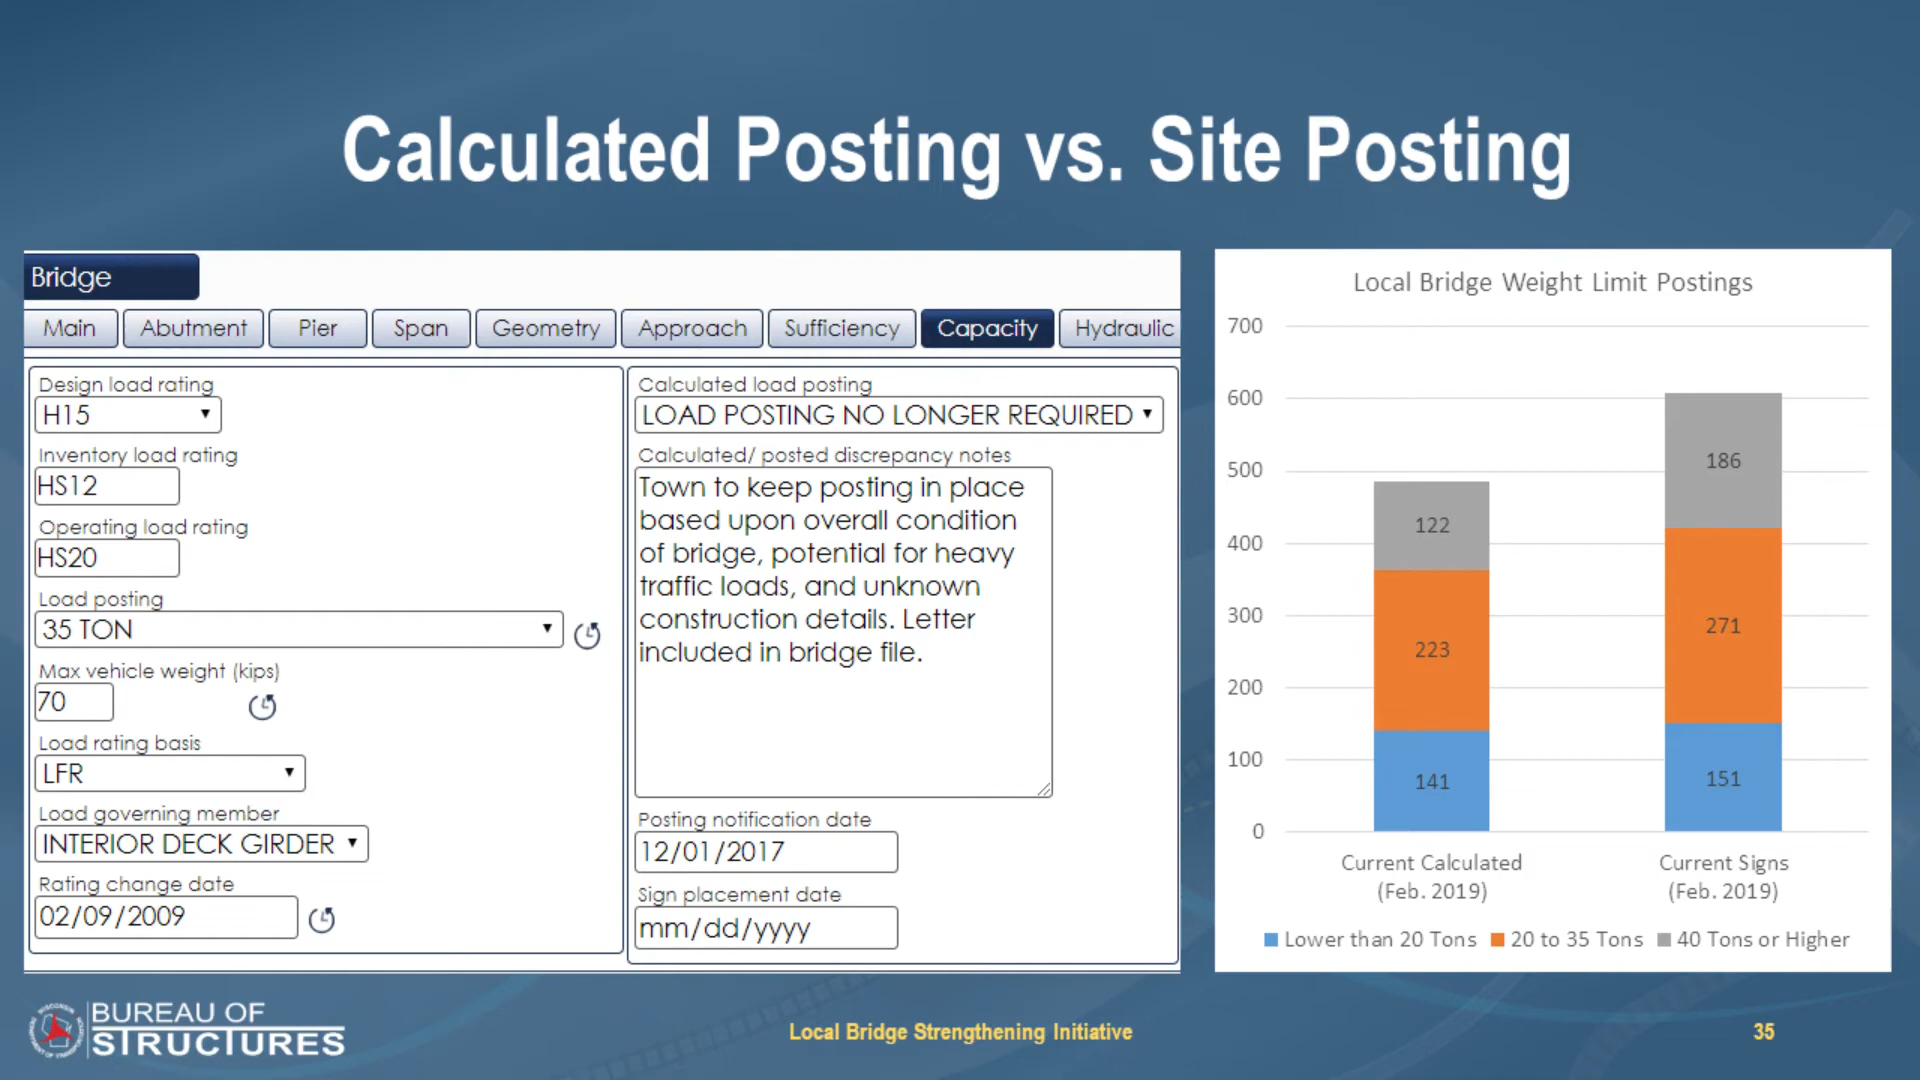 Calculated Posting vs. Site Posting
Bridge
Main
Abutment
Pier
Span
Geometry
Approach
Sufficiency
Capacity
Hydraulic
Design load rating
H15
Inventory load rating
HS12
Operating load rating
HS20
Load posting
35 TON
Max vehicle weight (kips)
70
Load rating basis
LFR
Load governing member
INTERIOR DECK GIRDER
Rating change date
02/09/2009
Calculated load posting
LOAD POSTING NO LONGER REQUIRED
Calculated/ posted discrepancy notes
Town to keep posting in place
based upon overall condition
of bridge, potential for heavy
traffic loads, and unknown
construction details. Letter
included in bridge file.
Posting notification date
12/01/2017
Sign placement date
mm/dd/yyyy
Local Bridge Weight Limit Postings
700
600
500
400
300
200
100
0
122
223
141
186
271
151
Current Calculated
(Feb. 2019)
Current Signs
(Feb. 2019)
Lower than 20 Tons
20 to 35 Tons
40 Tons or Higher
BUREAU OF
STRUCTURES
Local Bridge Strengthening Initiative
35